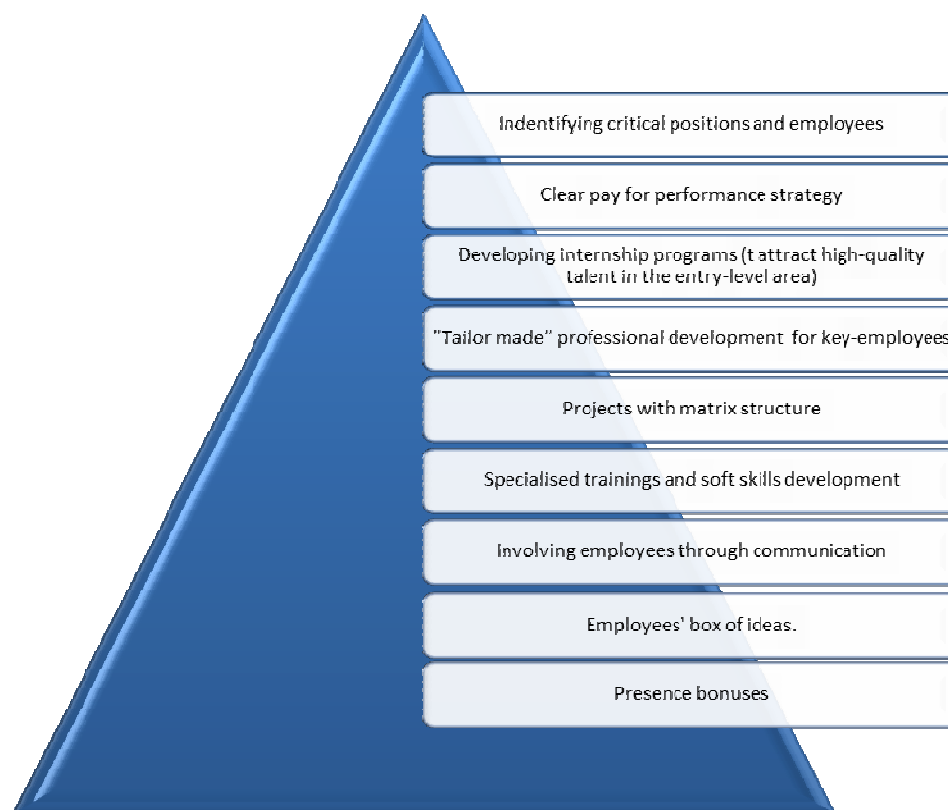 Indentifying critical positions and employees
Clear pay for performance strategy
Developing internship programs (t attract high-quality
talent in the entry-level area)
"Tailor made" professional development for key-employees
Projects with matrix structure
Specialised trainings and soft skills development
Involving employees through communication
Employees' box of ideas.
Presence bonuses